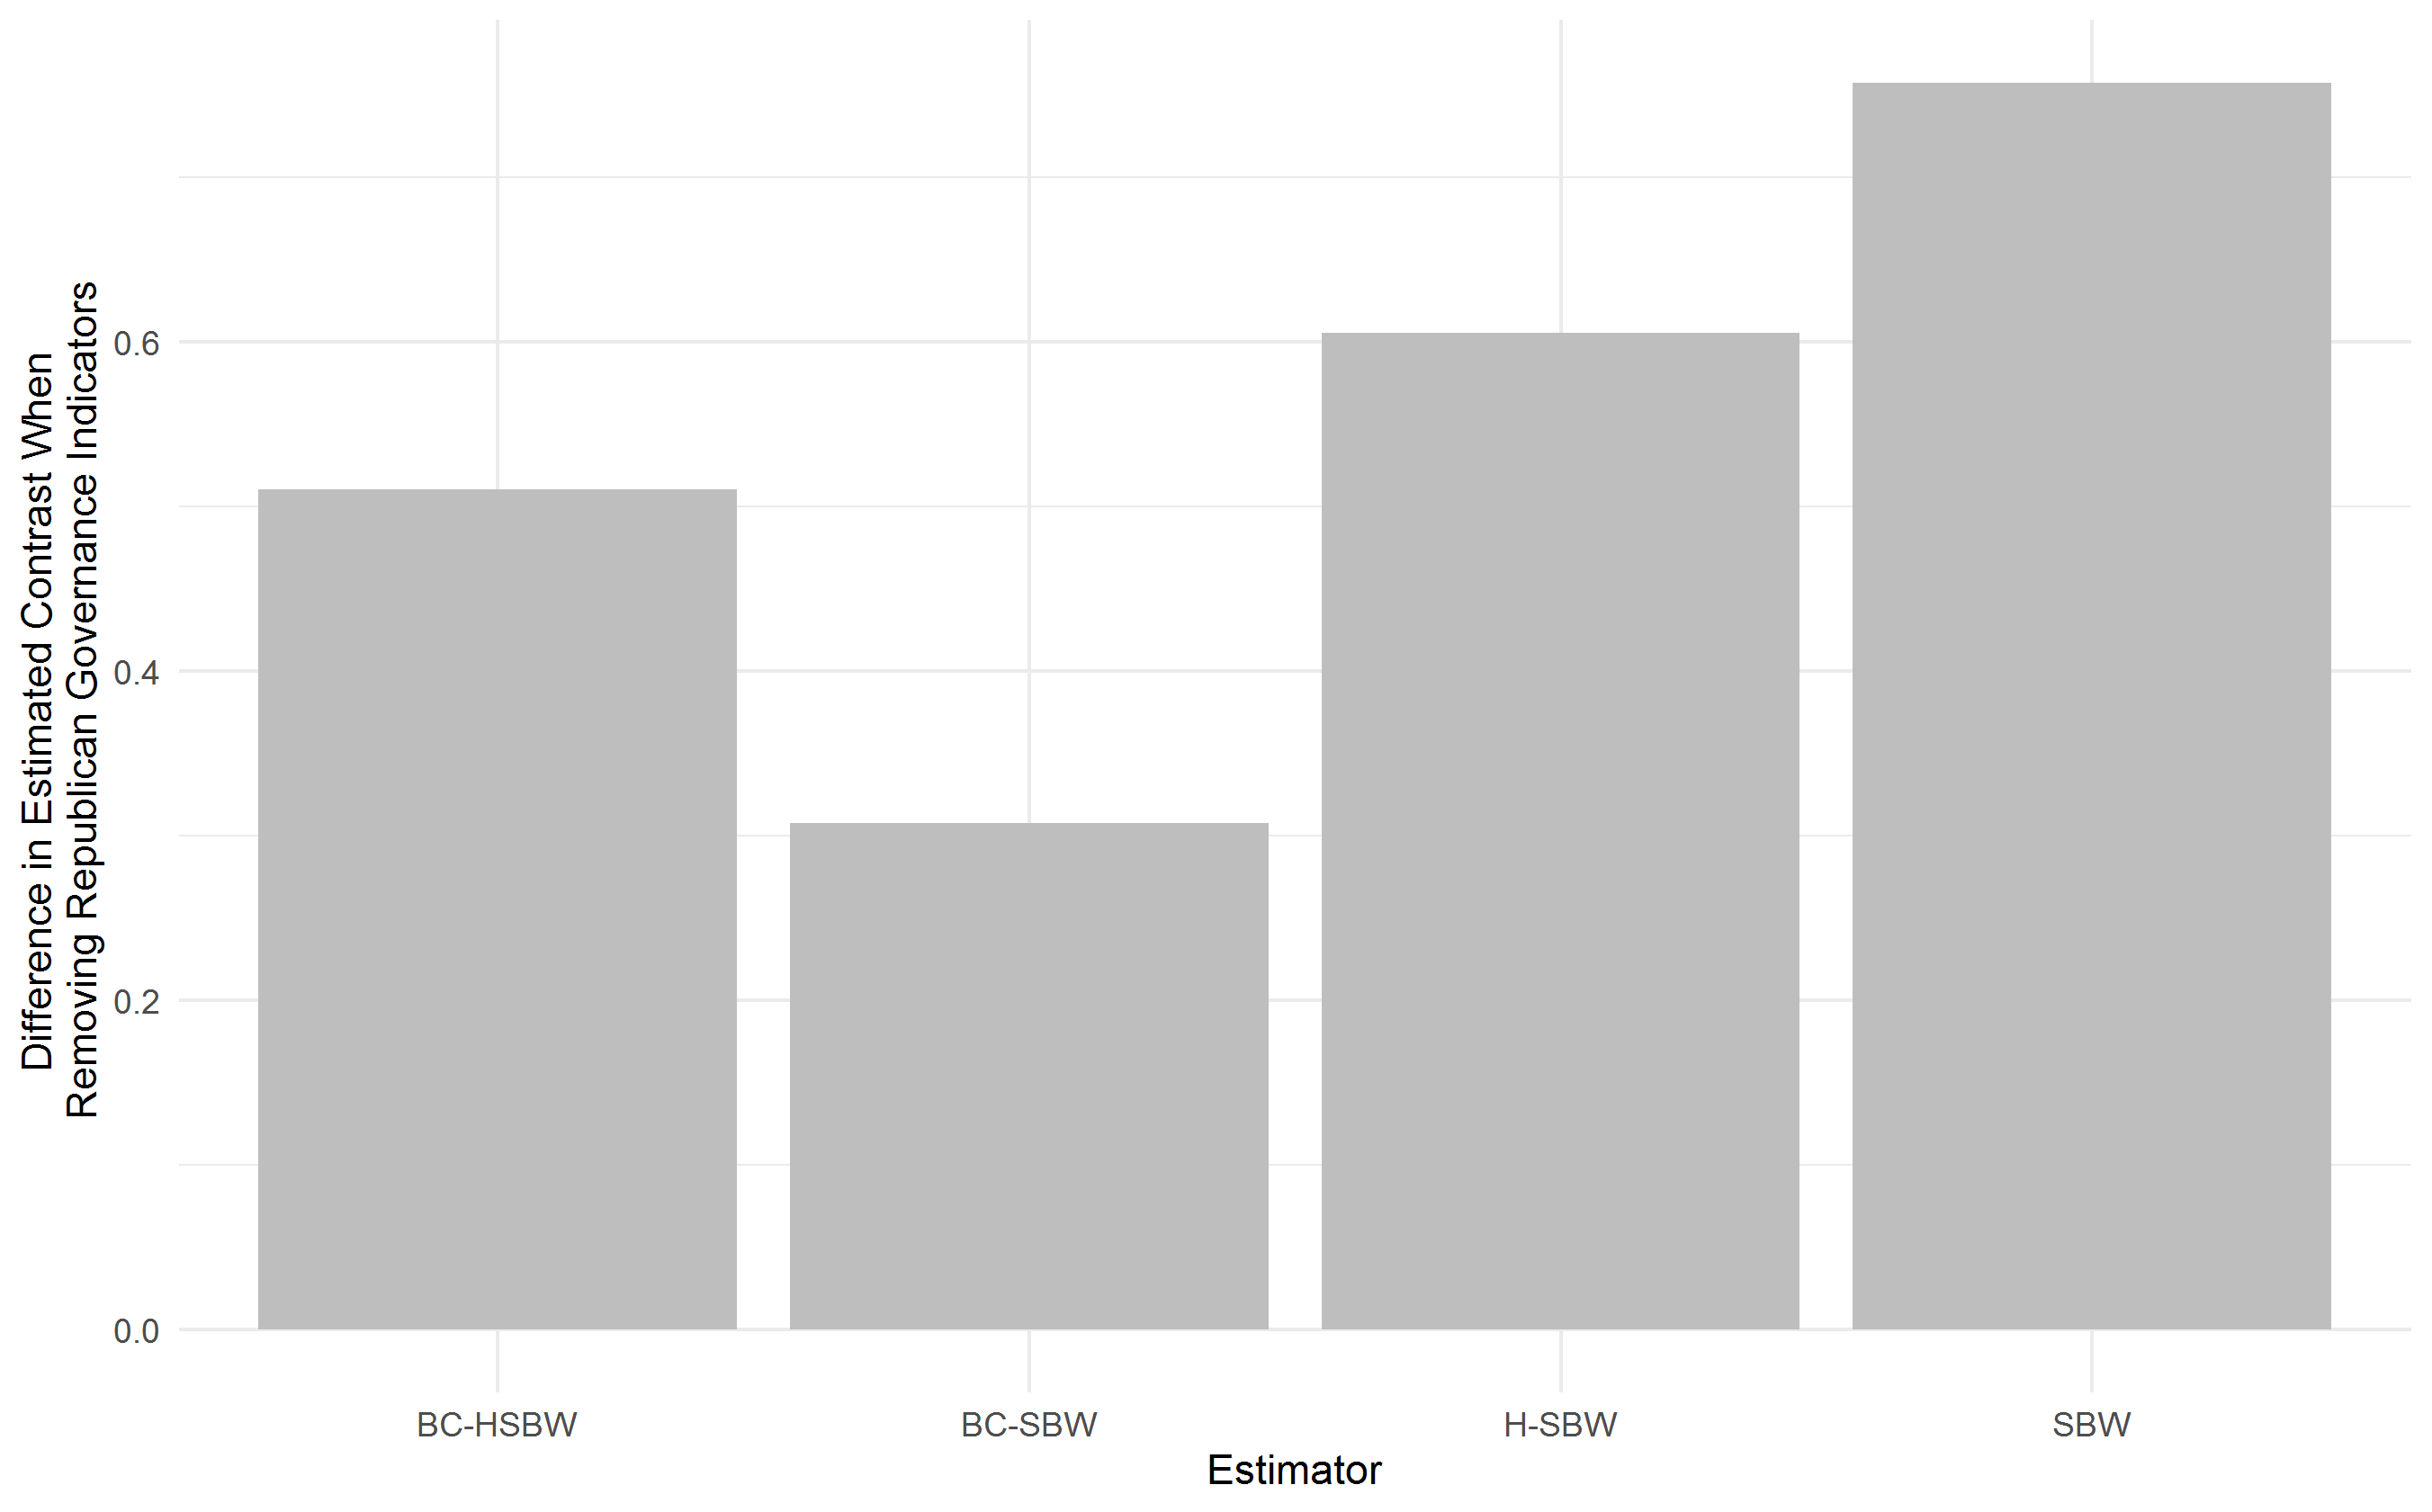 Difference in Estimated Contrast When
Removing Republican Governance Indicators
0.6
0.4
0.2
0.0
BC-HSBW
BC-SBW
H-SBW
SBW
Estimator